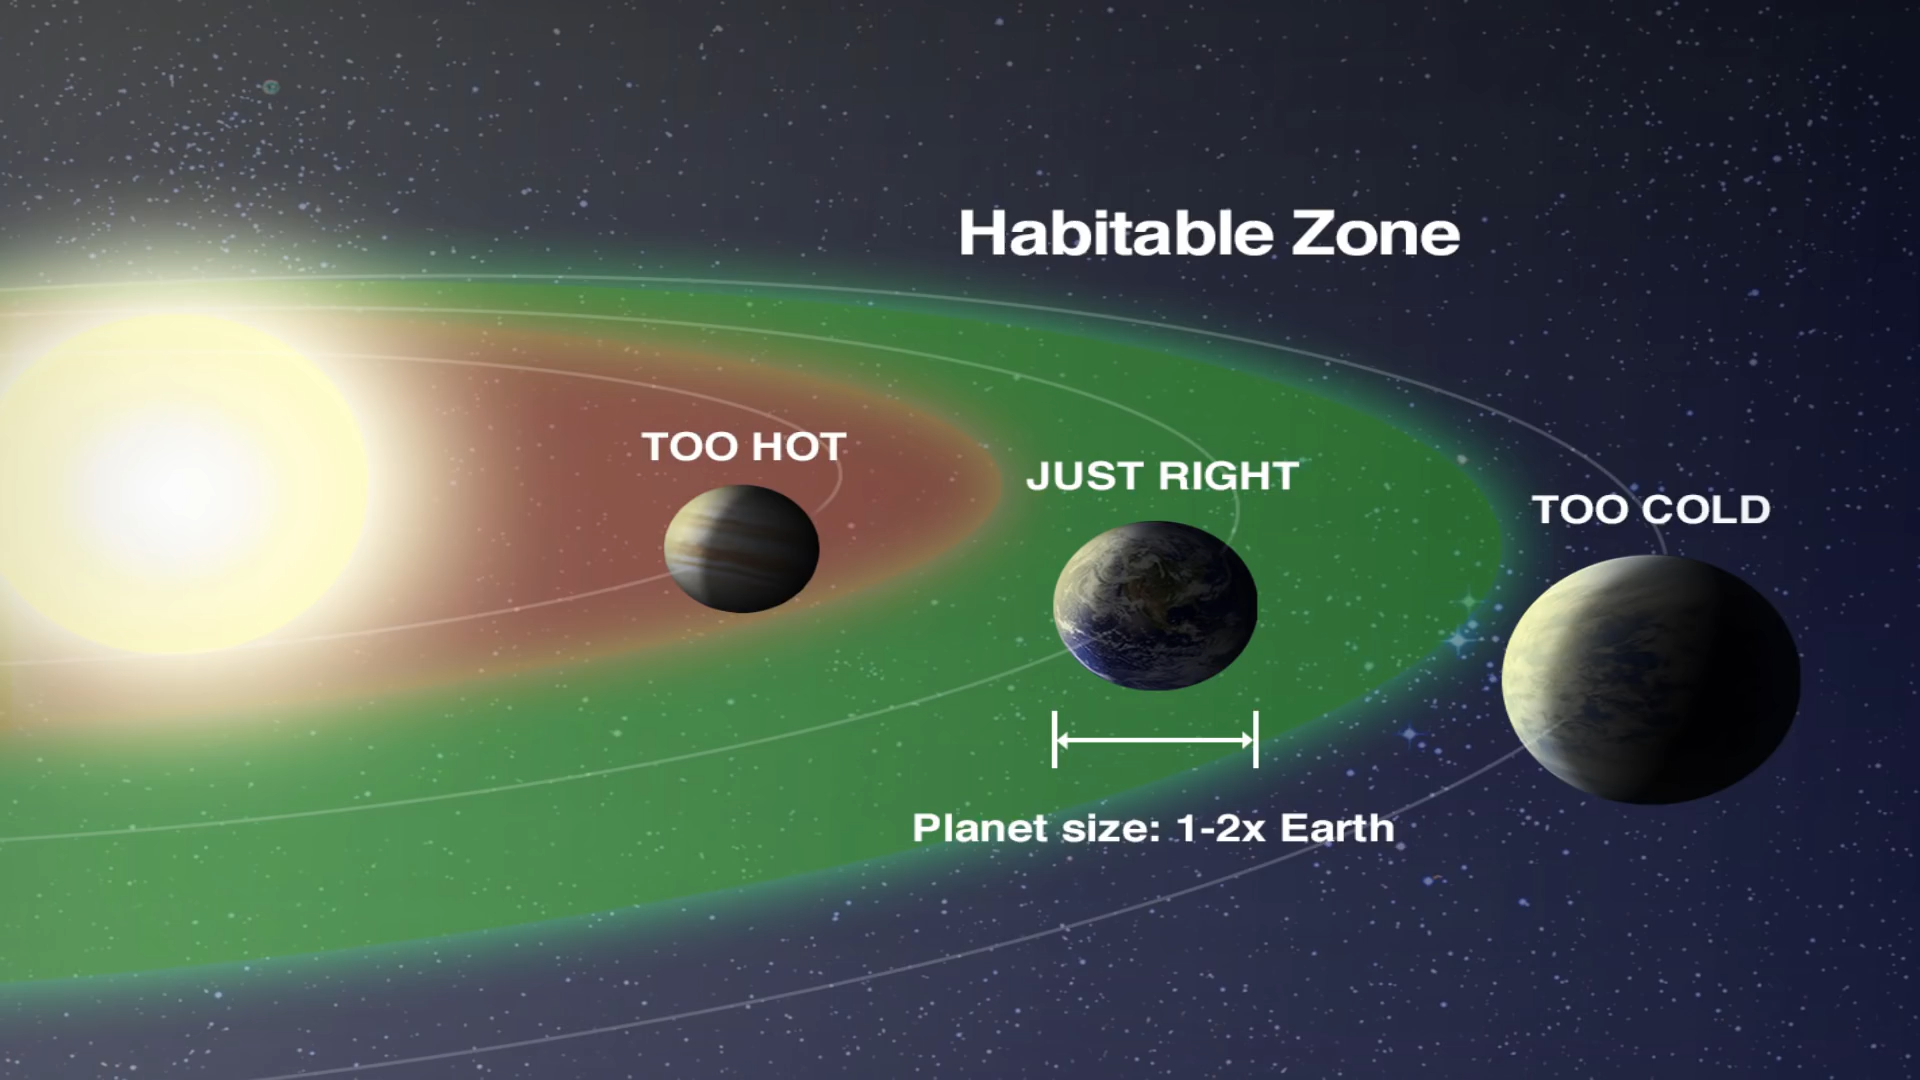 Habitable Zone
TOO HOT
JUST RIGHT
TOO COLD
Planet size: 1-2x Earth